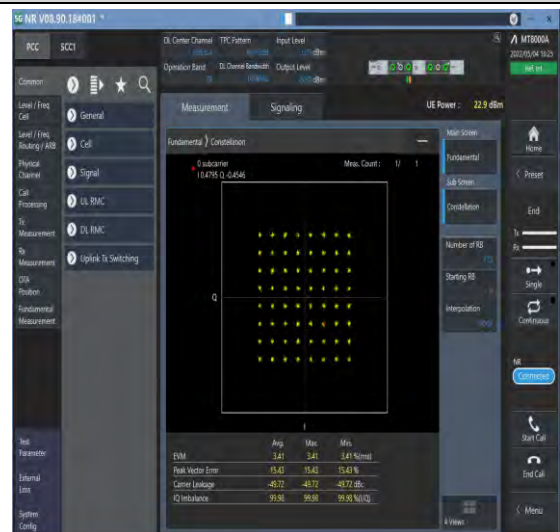 5G NR V08.90.18#001 *
PCC
SCC1
DL Center Channel
TPC Pattern
Input Level
Operation Band
DL Channel Bandwidth
Output Level
MT8000A
2022/05/04
Common
Level / Freq
Cell
Level / Freq
Routing / ARB
Physical
Channel
Call
Processing
Tx
Measurement
Rx
Measurement
OTA
Position
Fundamental
Measurement
Test
Parameter
External
Loss
System
Config
General
Cell
Signal
UL RMC
DL RMC
Uplink Tx Switching
Measurement
Signaling
UE Power : 22.9 dBm
Fundamental
Constellation
0 subcarrier
I 0.4795 Q -0.4546
Meas. Count : 1/ 1
Q
I
Avg. Max. Min.
EVM 3.41 3.41 3.41 %(rms)
Peak Vector Error 15.43 15.43 15.43 %
Carrier Leakage -49.72 -49.72 -49.72 dBc
IQ Imbalance 99.98 99.98 99.98 %(I/Q)
Main Screen
Fundamental
Sub Screen
Constellation
Number of RB
Starting RB
Interpolation
4 Views
Home
Preset
End
Tx
Rx
Single
Continuous
NR
Connected
Start Call
End Call
Menu